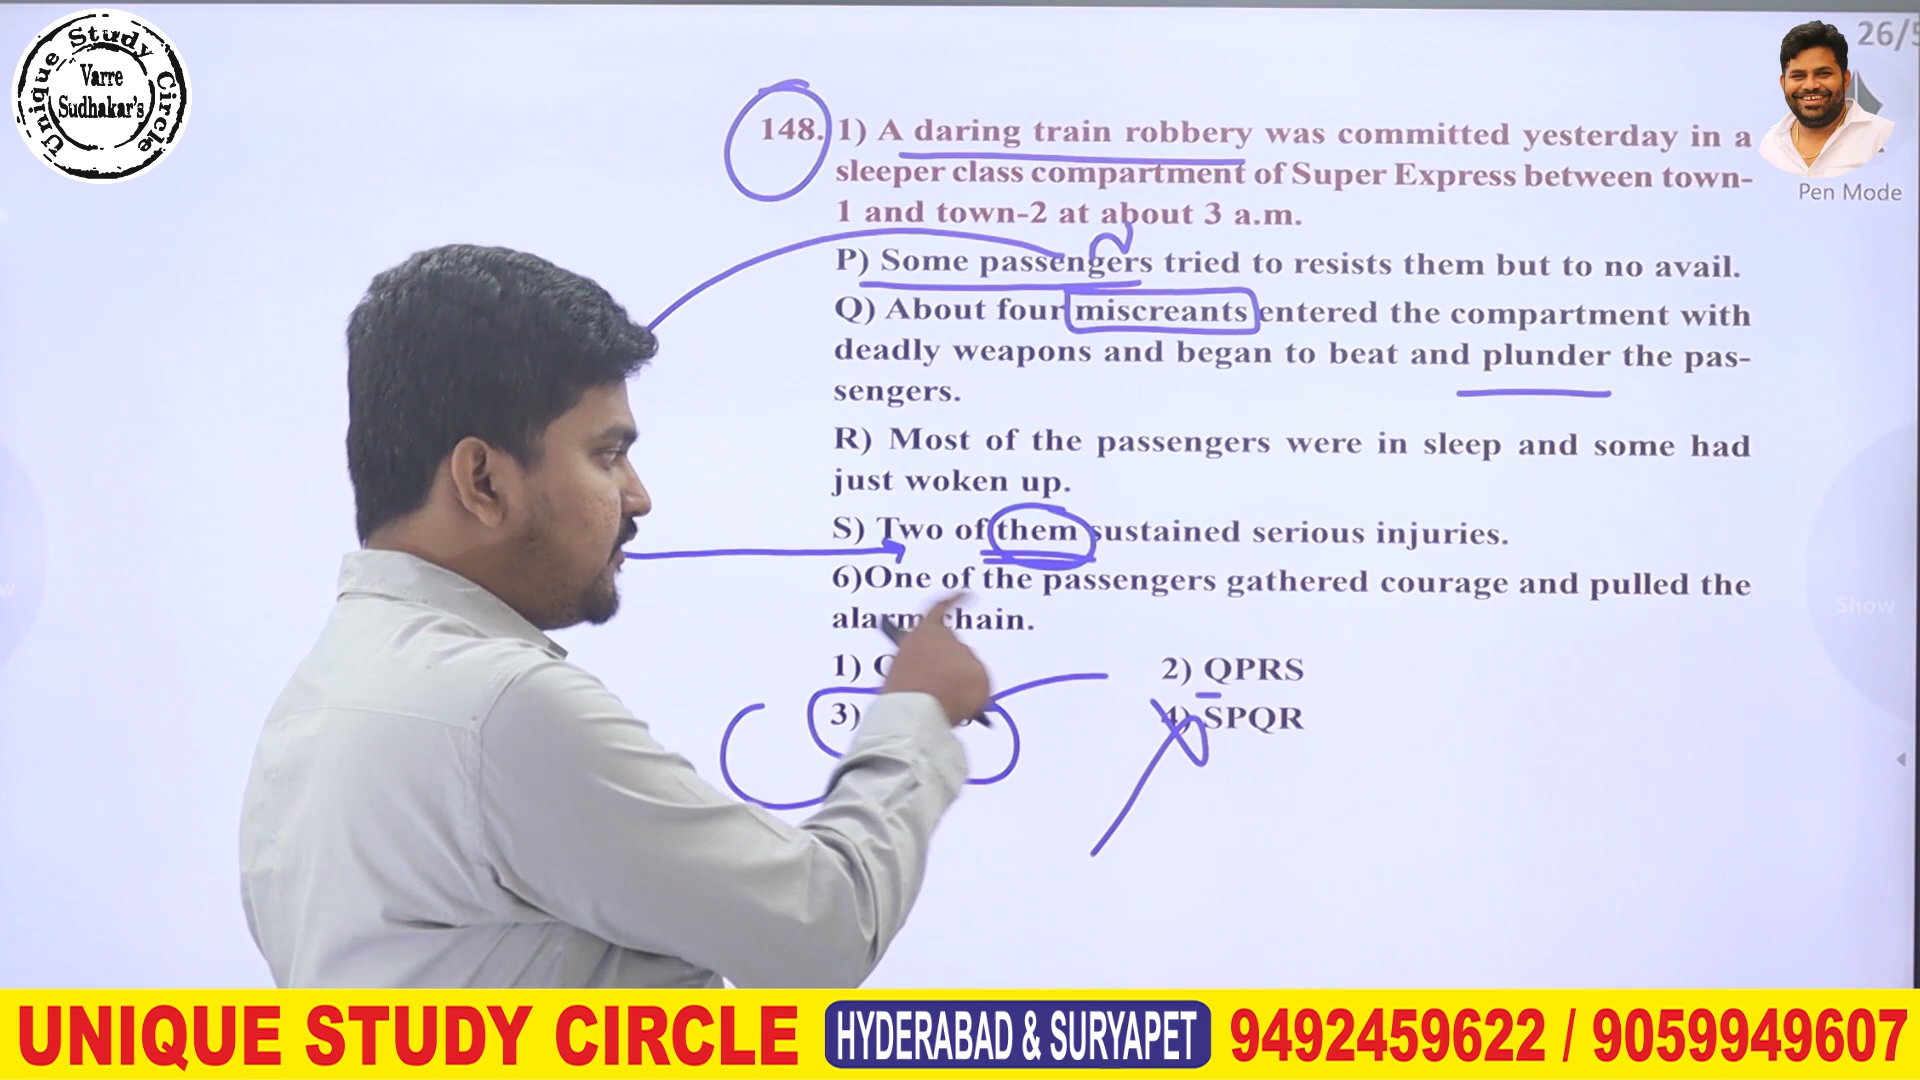 Unique Study Circle
Varre
Sudhakar's
26/5
Pen Mode
148. 1) A daring train robbery was committed yesterday in a
sleeper class compartment of Super Express between town-
1 and town-2 at about 3 a.m.
P) Some passengers tried to resists them but to no avail.
Q) About four miscreants entered the compartment with
deadly weapons and began to beat and plunder the pas-
sengers.
R) Most of the passengers were in sleep and some had
just woken up.
S) Two of them sustained serious injuries.
6)One of the passengers gathered courage and pulled the
alarm chain.
Show
1)
2) QPRS
3)
4) SPQR
UNIQUE STUDY CIRCLE HYDERABAD & SURYAPET 9492459622 / 9059949607